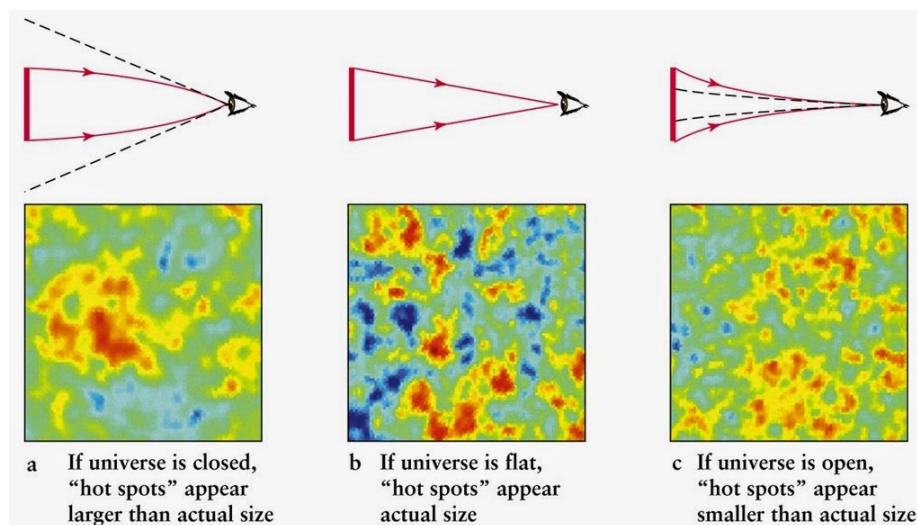 a If universe is closed,
“hot spots” appear
larger than actual size
b If universe is flat,
“hot spots” appear
actual size
c If universe is open,
“hot spots” appear
smaller than actual size